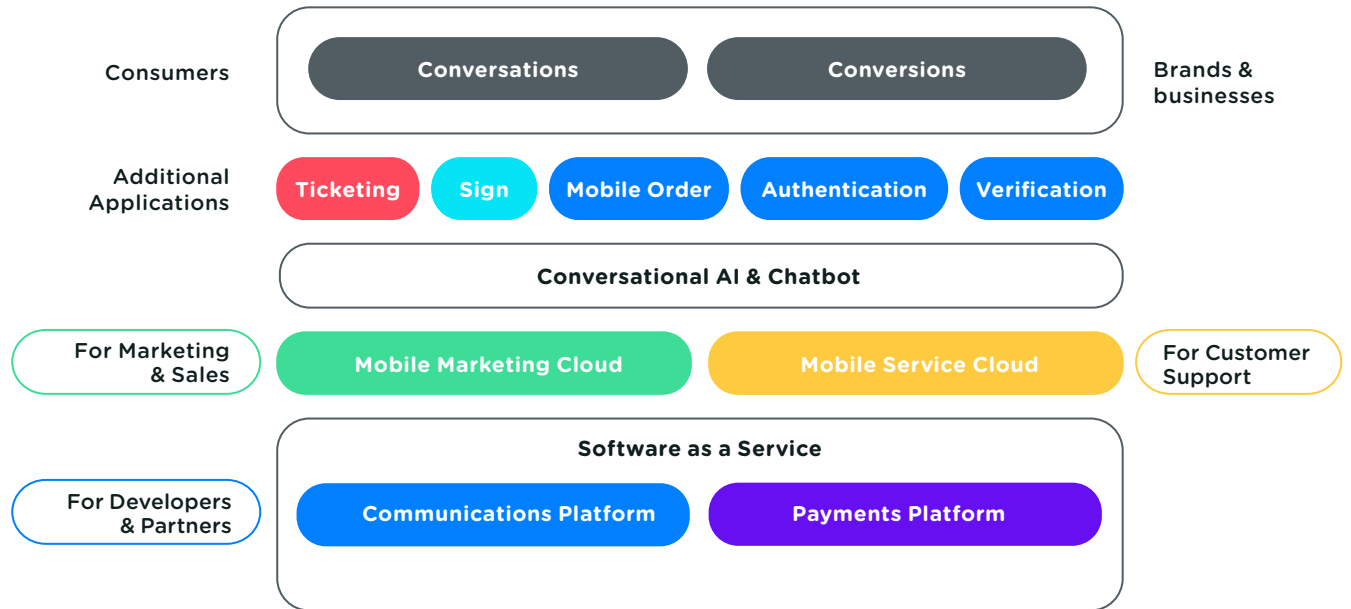 Consumers
Conversations
Conversions
Brands &
businesses
Additional
Applications
Ticketing
Sign
Mobile Order
Authentication
Verification
Conversational AI & Chatbot
For Marketing
& Sales
Mobile Marketing Cloud
Mobile Service Cloud
For Customer
Support
Software as a Service
For Developers
& Partners
Communications Platform
Payments Platform